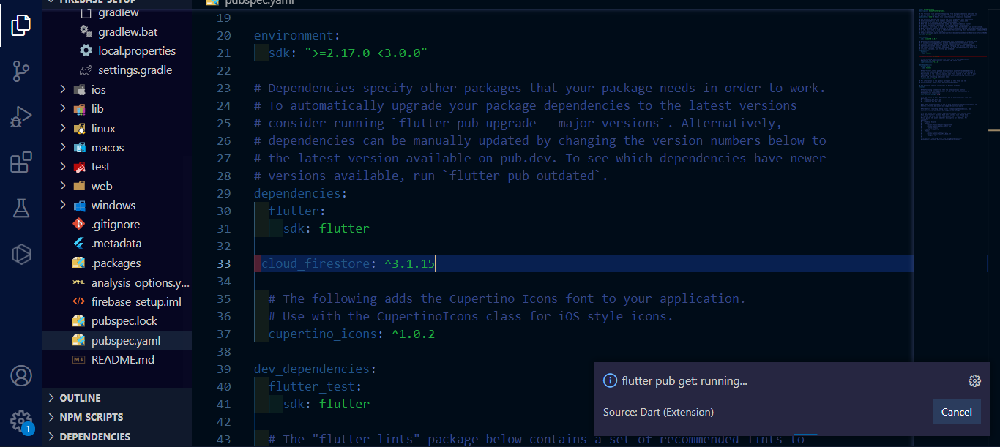 FIREBASE_SETUP
pubspec.yaml
gradlew
gradlew.bat
local.properties
settings.gradle
ios
lib
linux
macos
test
web
windows
.gitignore
.metadata
.packages
analysis_options.y...
firebase_setup.iml
pubspec.lock
pubspec.yaml
README.md
OUTLINE
NPM SCRIPTS
DEPENDENCIES
1
19
20 environment:
21 sdk: ">=2.17.0 <3.0.0"
22
23 # Dependencies specify other packages that your package needs in order to work.
24 # To automatically upgrade your package dependencies to the latest versions
25 # consider running `flutter pub upgrade --major-versions`. Alternatively,
26 # dependencies can be manually updated by changing the version numbers below to
27 # the latest version available on pub.dev. To see which dependencies have newer
28 # versions available, run `flutter pub outdated`.
29 dependencies:
30 flutter:
31 sdk: flutter
32
33 cloud_firestore: ^3.1.15
34
35 # The following adds the Cupertino Icons font to your application.
36 # Use with the CupertinoIcons class for iOS style icons.
37 cupertino_icons: ^1.0.2
38
39 dev_dependencies:
40 flutter_test:
41 sdk: flutter
42
43 # The "flutter_lints" package below contains a set of recommended lints to
flutter pub get: running...
Source: Dart (Extension)
Cancel